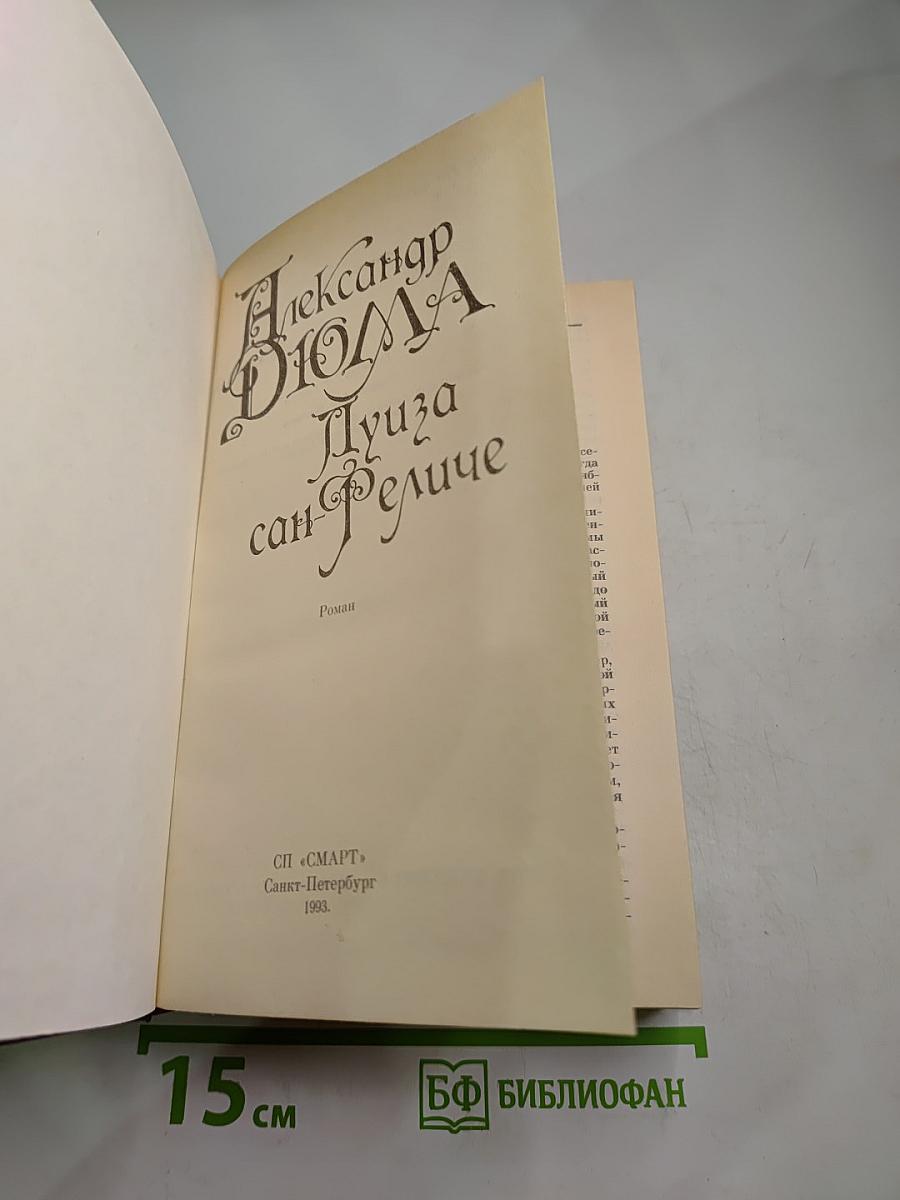 Александр
ДЮМА
Луиза
сан-Феличе
Роман
СП «СМАРТ»
Санкт-Петербург
1993.
15 см
БФ БИБЛИОФАН